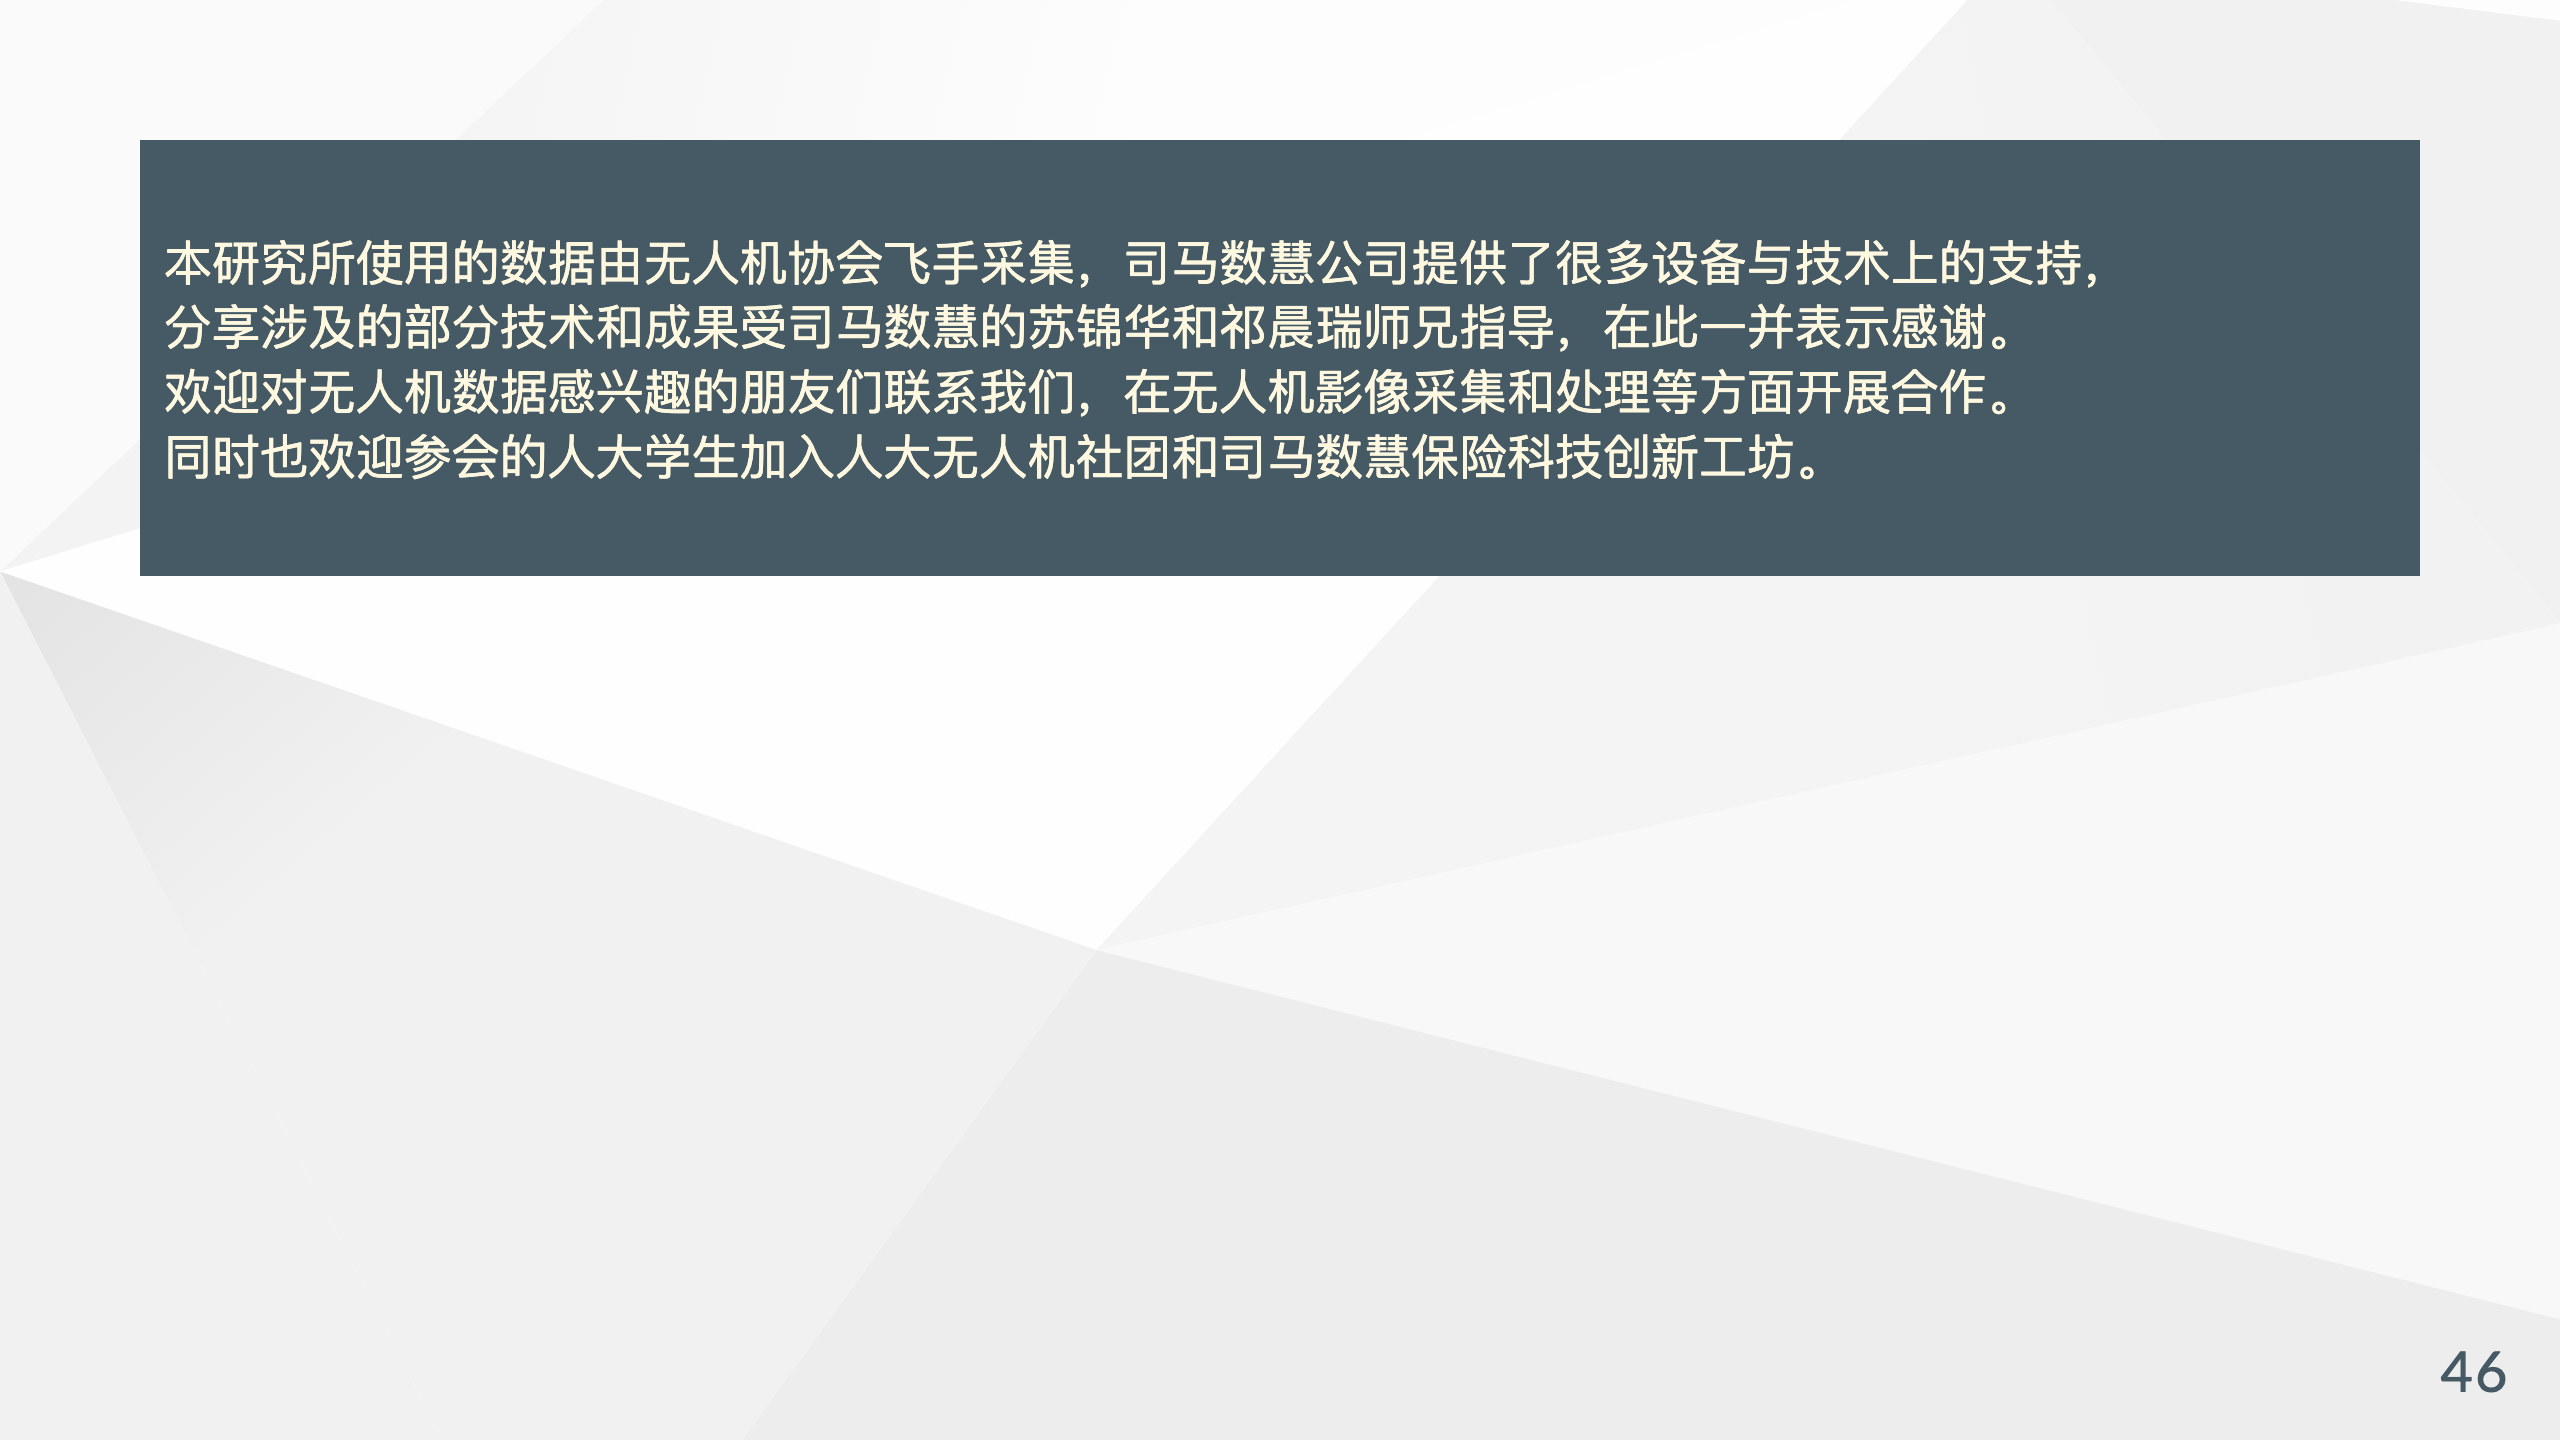 本研究所使用的数据由无人机协会飞手采集，司马数慧公司提供了很多设备与技术上的支持，
分享涉及的部分技术和成果受司马数慧的苏锦华和祁晨瑞师兄指导，在此一并表示感谢。
欢迎对无人机数据感兴趣的朋友们联系我们，在无人机影像采集和处理等方面开展合作。
同时也欢迎参会的人大学生加入人大无人机社团和司马数慧保险科技创新工坊。
46